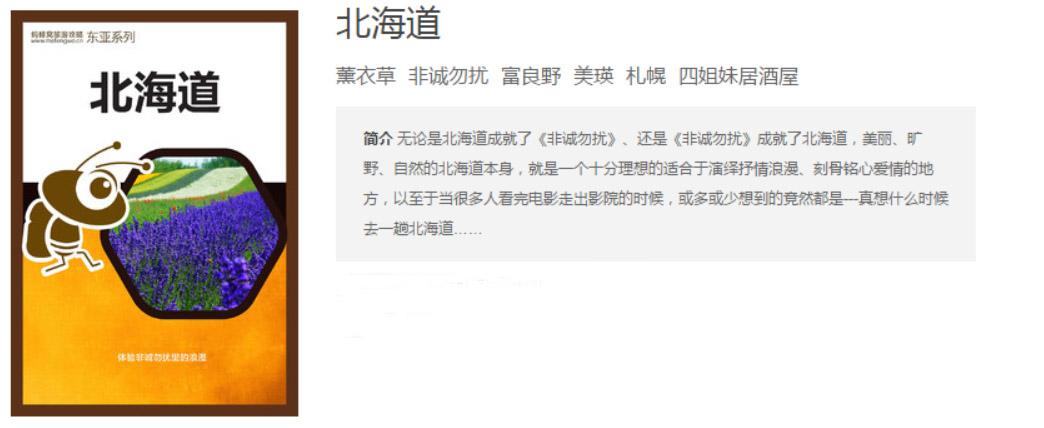 蚂蜂窝旅游攻略
www.mafengwo.cn
东亚系列
北海道
体验非诚勿扰里的浪漫
北海道
薰衣草 非诚勿扰 富良野 美瑛 札幌 四姐妹居酒屋
简介 无论是北海道成就了《非诚勿扰》、还是《非诚勿扰》成就了北海道，美丽、旷
野、自然的北海道本身，就是一个十分理想的适合于演绎抒情浪漫、刻骨铭心爱情的地
方，以至于当很多人看完电影走出影院的时候，或多或少想到的竟然都是---真想什么时候
去一趟北海道……